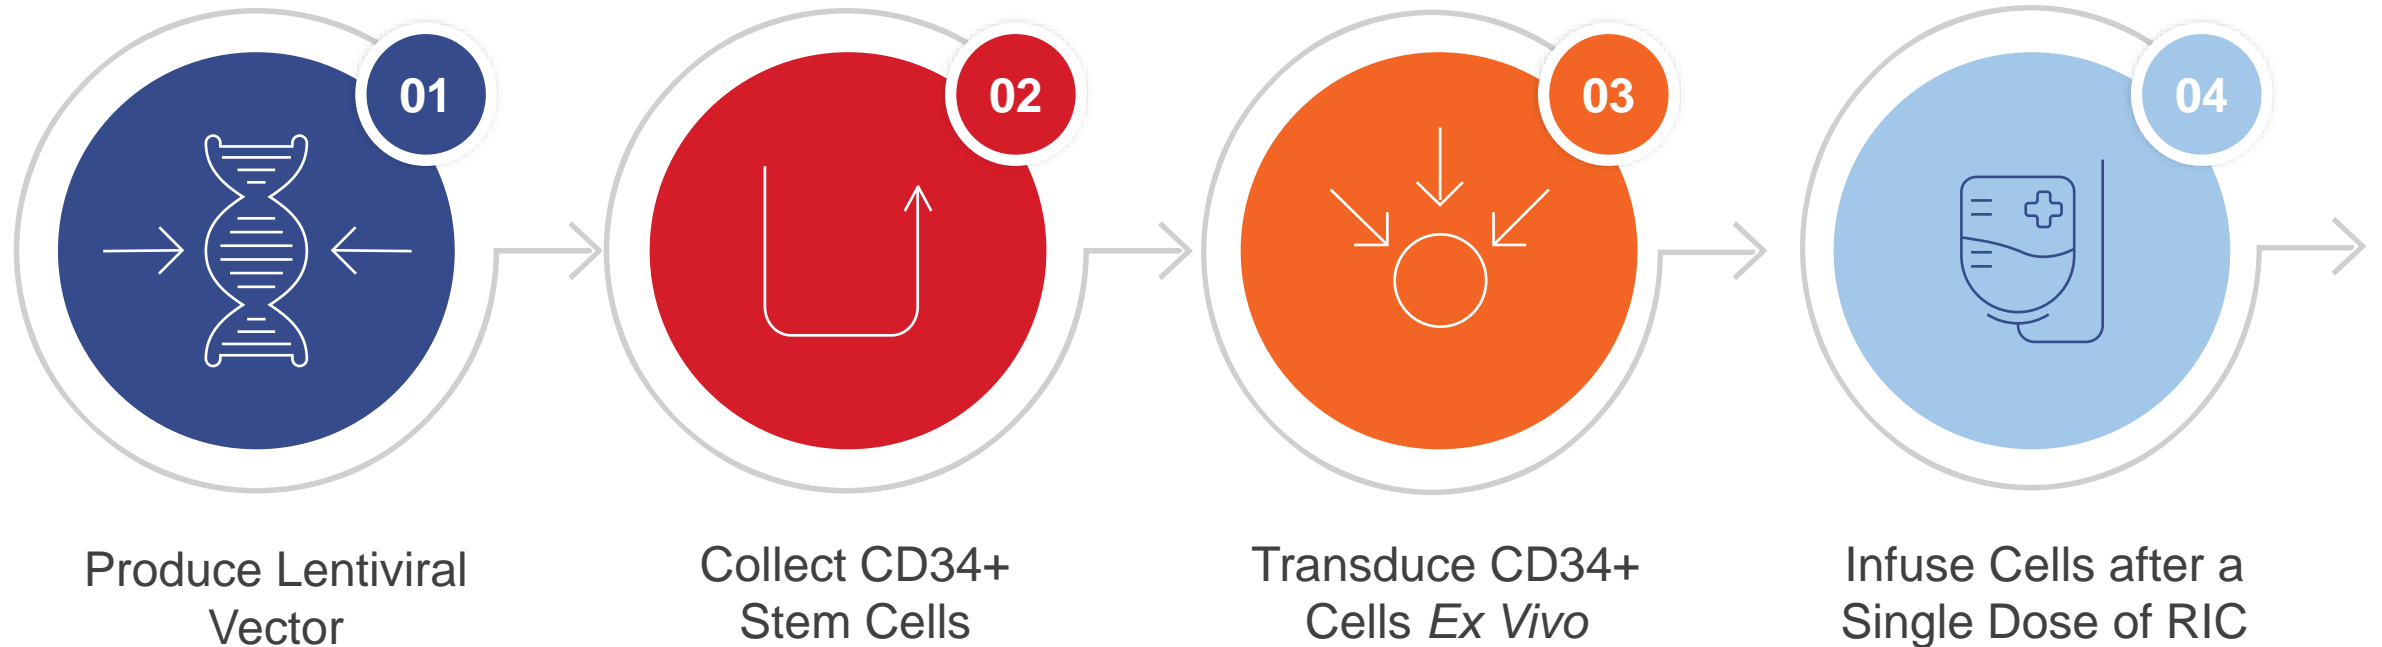 01
Produce Lentiviral
Vector
02
Collect CD34+
Stem Cells
03
Transduce CD34+
Cells Ex Vivo
04
Infuse Cells after a
Single Dose of RIC